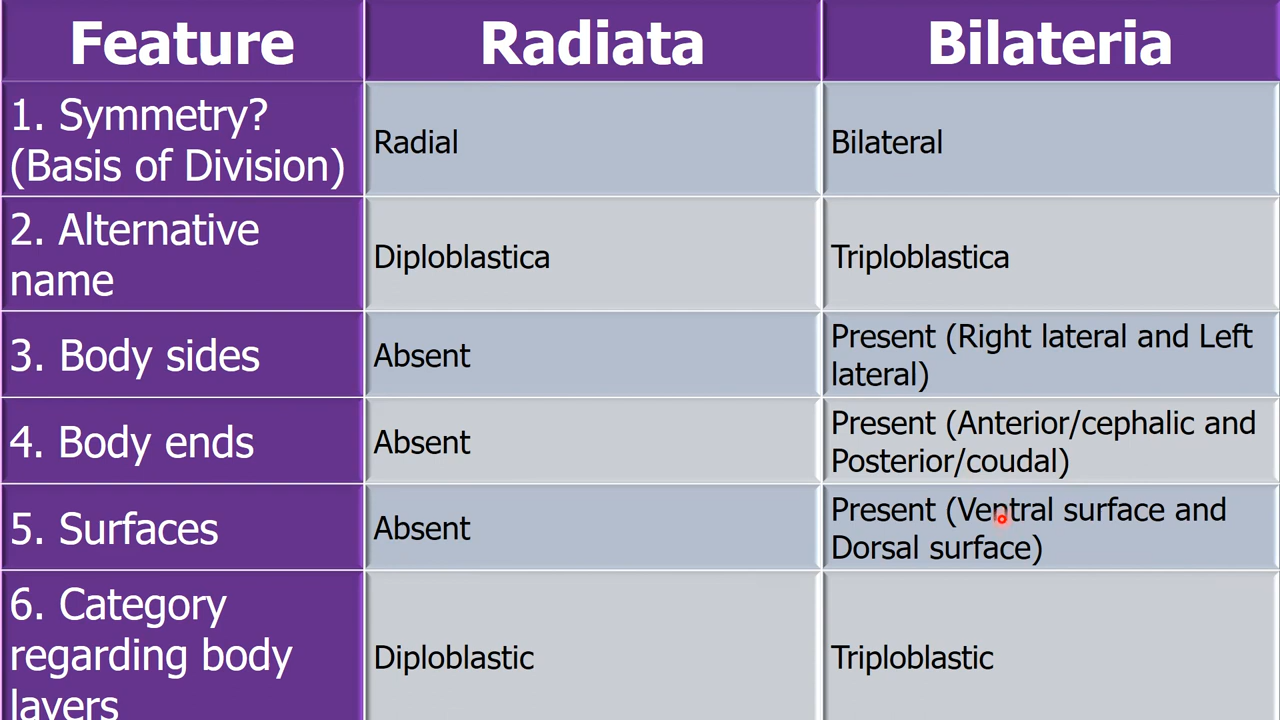 Feature Radiata Bilateria
1. Symmetry?
(Basis of Division)
Radial
Bilateral
2. Alternative
name
Diploblastica
Triploblastica
3. Body sides
Absent
Present (Right lateral and Left
lateral)
4. Body ends
Absent
Present (Anterior/cephalic and
Posterior/coudal)
5. Surfaces
Absent
Present (Ventral surface and
Dorsal surface)
6. Category
regarding body
layers
Diploblastic
Triploblastic